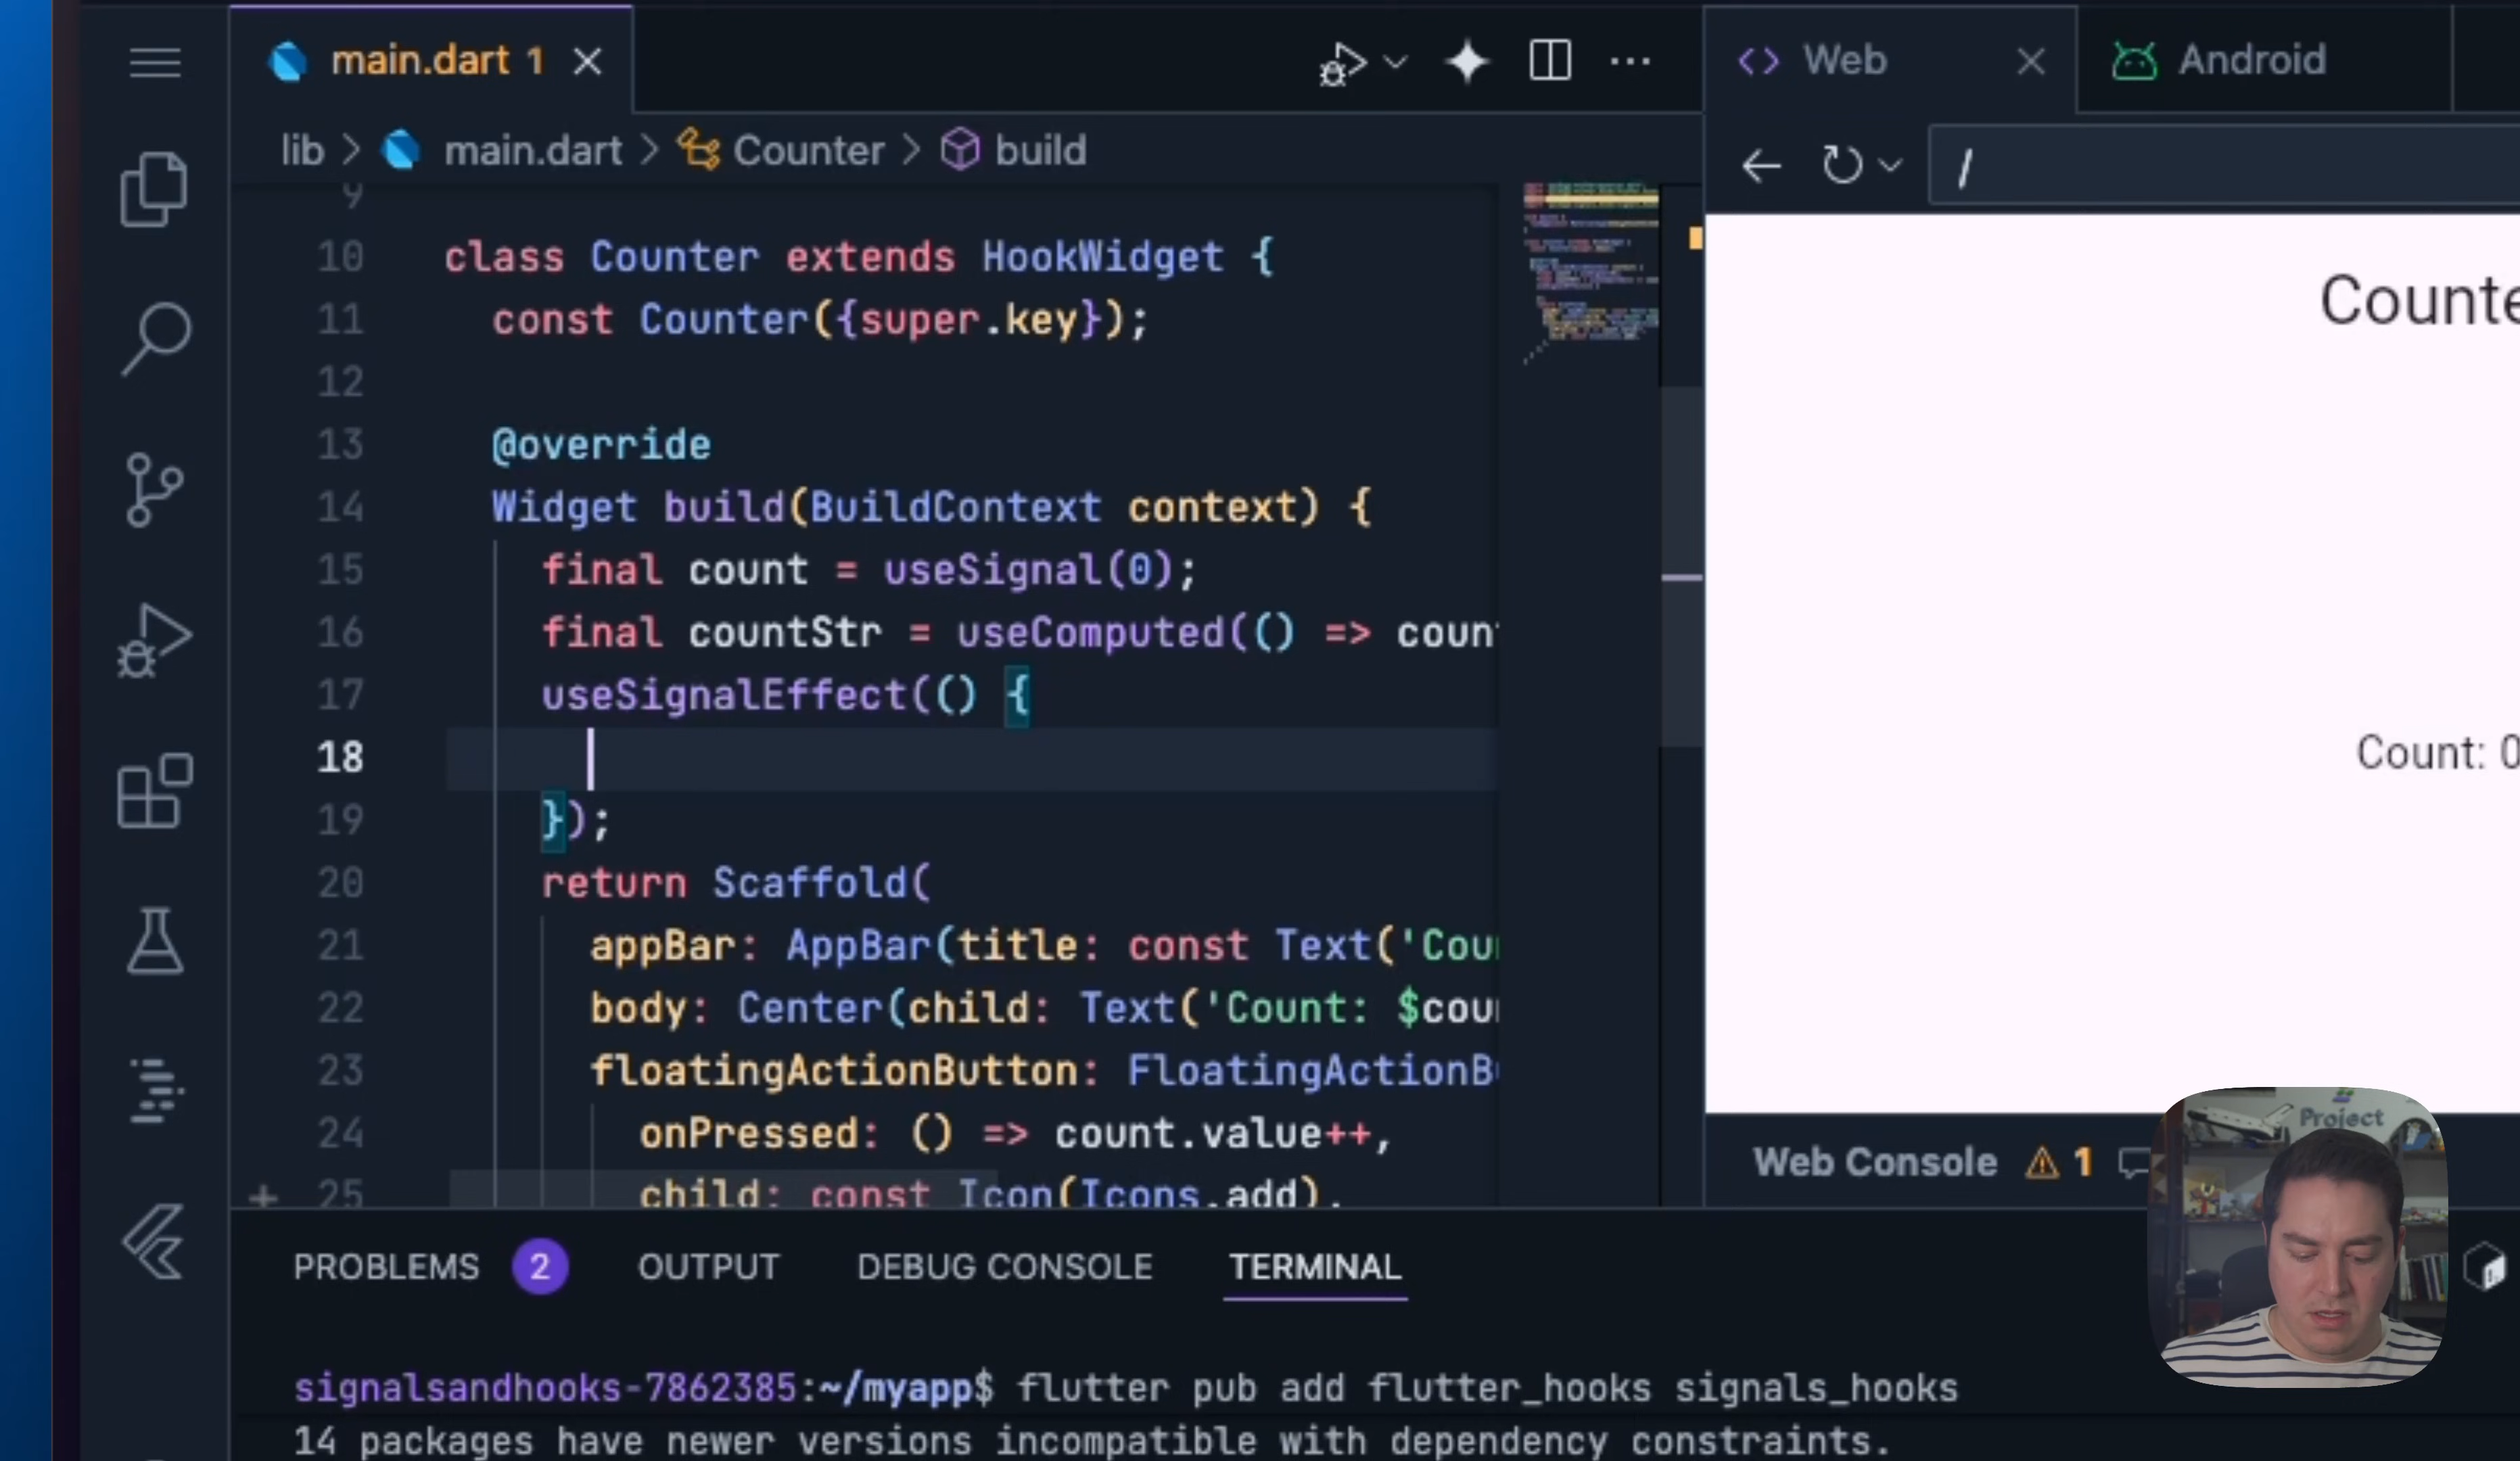 main.dart 1
Web
Android
lib > main.dart > Counter > build
/
9
10 class Counter extends HookWidget {
11 const Counter({super.key});
12
13 @override
14 Widget build(BuildContext context) {
15 final count = useSignal(0);
16 final countStr = useComputed(() => coun
17 useSignalEffect(() {
18
19 });
20 return Scaffold(
21 appBar: AppBar(title: const Text('Cou
22 body: Center(child: Text('Count: $cou
23 floatingActionButton: FloatingActionB
24 onPressed: () => count.value++,
25 child: const Icon(Icons.add),
Counte
Count: 0
Web Console 1
Project
PROBLEMS 2 OUTPUT DEBUG CONSOLE TERMINAL
signalsandhooks-7862385:~/myapp$ flutter pub add flutter_hooks signals_hooks
14 packages have newer versions incompatible with dependency constraints.